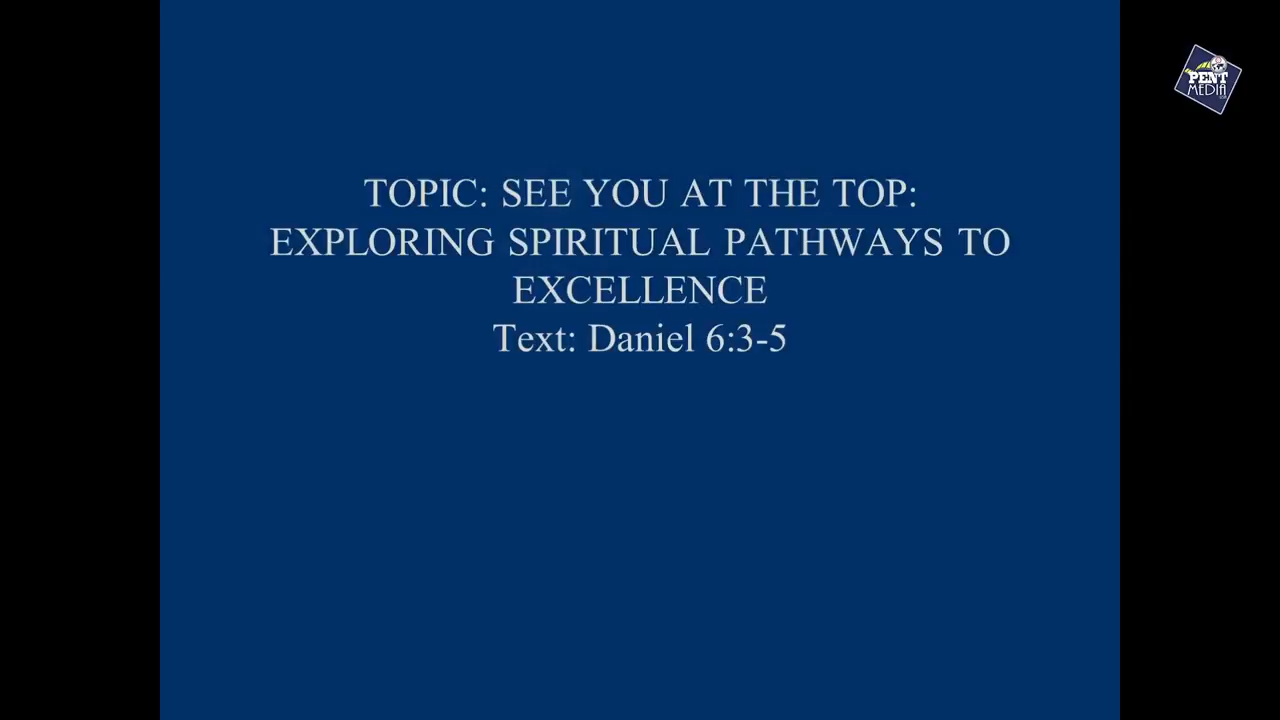 TOPIC: SEE YOU AT THE TOP:
EXPLORING SPIRITUAL PATHWAYS TO
EXCELLENCE
Text: Daniel 6:3-5
PENT
MEDIA